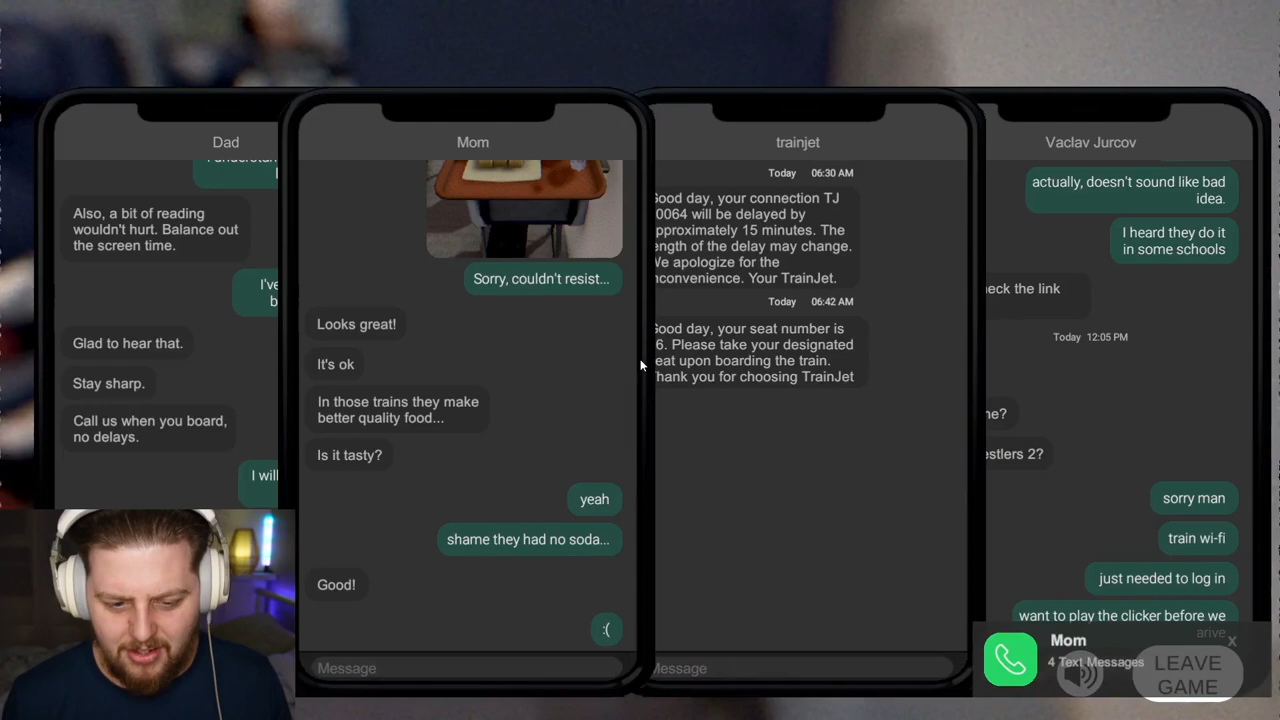 Dad
Also, a bit of reading
wouldn't hurt. Balance out
the screen time.
I've
Glad to hear that.
Stay sharp.
Call us when you board,
no delays.
I will
Mom
Sorry, couldn't resist...
Looks great!
It's ok
In those trains they make
better quality food...
Is it tasty?
yeah
shame they had no soda...
Good!
:(
Message
trainjet
Today 06:30 AM
ood day, your connection TJ
0064 will be delayed by
pproximately 15 minutes. The
ength of the delay may change.
We apologize for the
nconvenience. Your TrainJet.
Today 06:42 AM
ood day, your seat number is
6. Please take your designated
eat upon boarding the train.
hank you for choosing TrainJet
Message
Vaclav Jurcov
actually, doesn't sound like bad
idea.
I heard they do it
in some schools
eck the link
Today 12:05 PM
ne?
estlers 2?
sorry man
train wi-fi
just needed to log in
want to play the clicker before we
arive
Mom
4 Text Messages
x
LEAVE
GAME